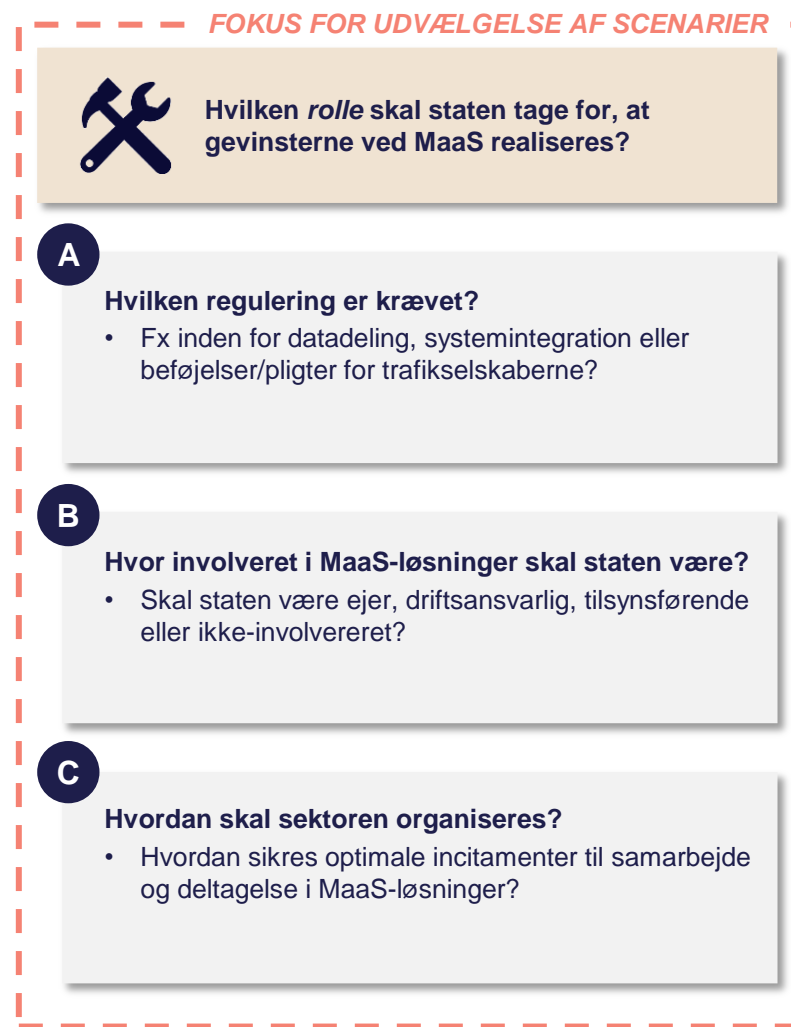 FOKUS FOR UDVÆLGELSE AF SCENARIER
Hvilken rolle skal staten tage for, at
gevinsterne ved MaaS realiseres?
A
Hvilken regulering er krævet?
• Fx inden for datadeling, systemintegration eller
beføjelser/pligter for trafikselskaberne?
B
Hvor involveret i MaaS-løsninger skal staten være?
• Skal staten være ejer, driftsansvarlig, tilsynsførende
eller ikke-involvereret?
C
Hvordan skal sektoren organiseres?
• Hvordan sikres optimale incitamenter til samarbejde
og deltagelse i MaaS-løsninger?